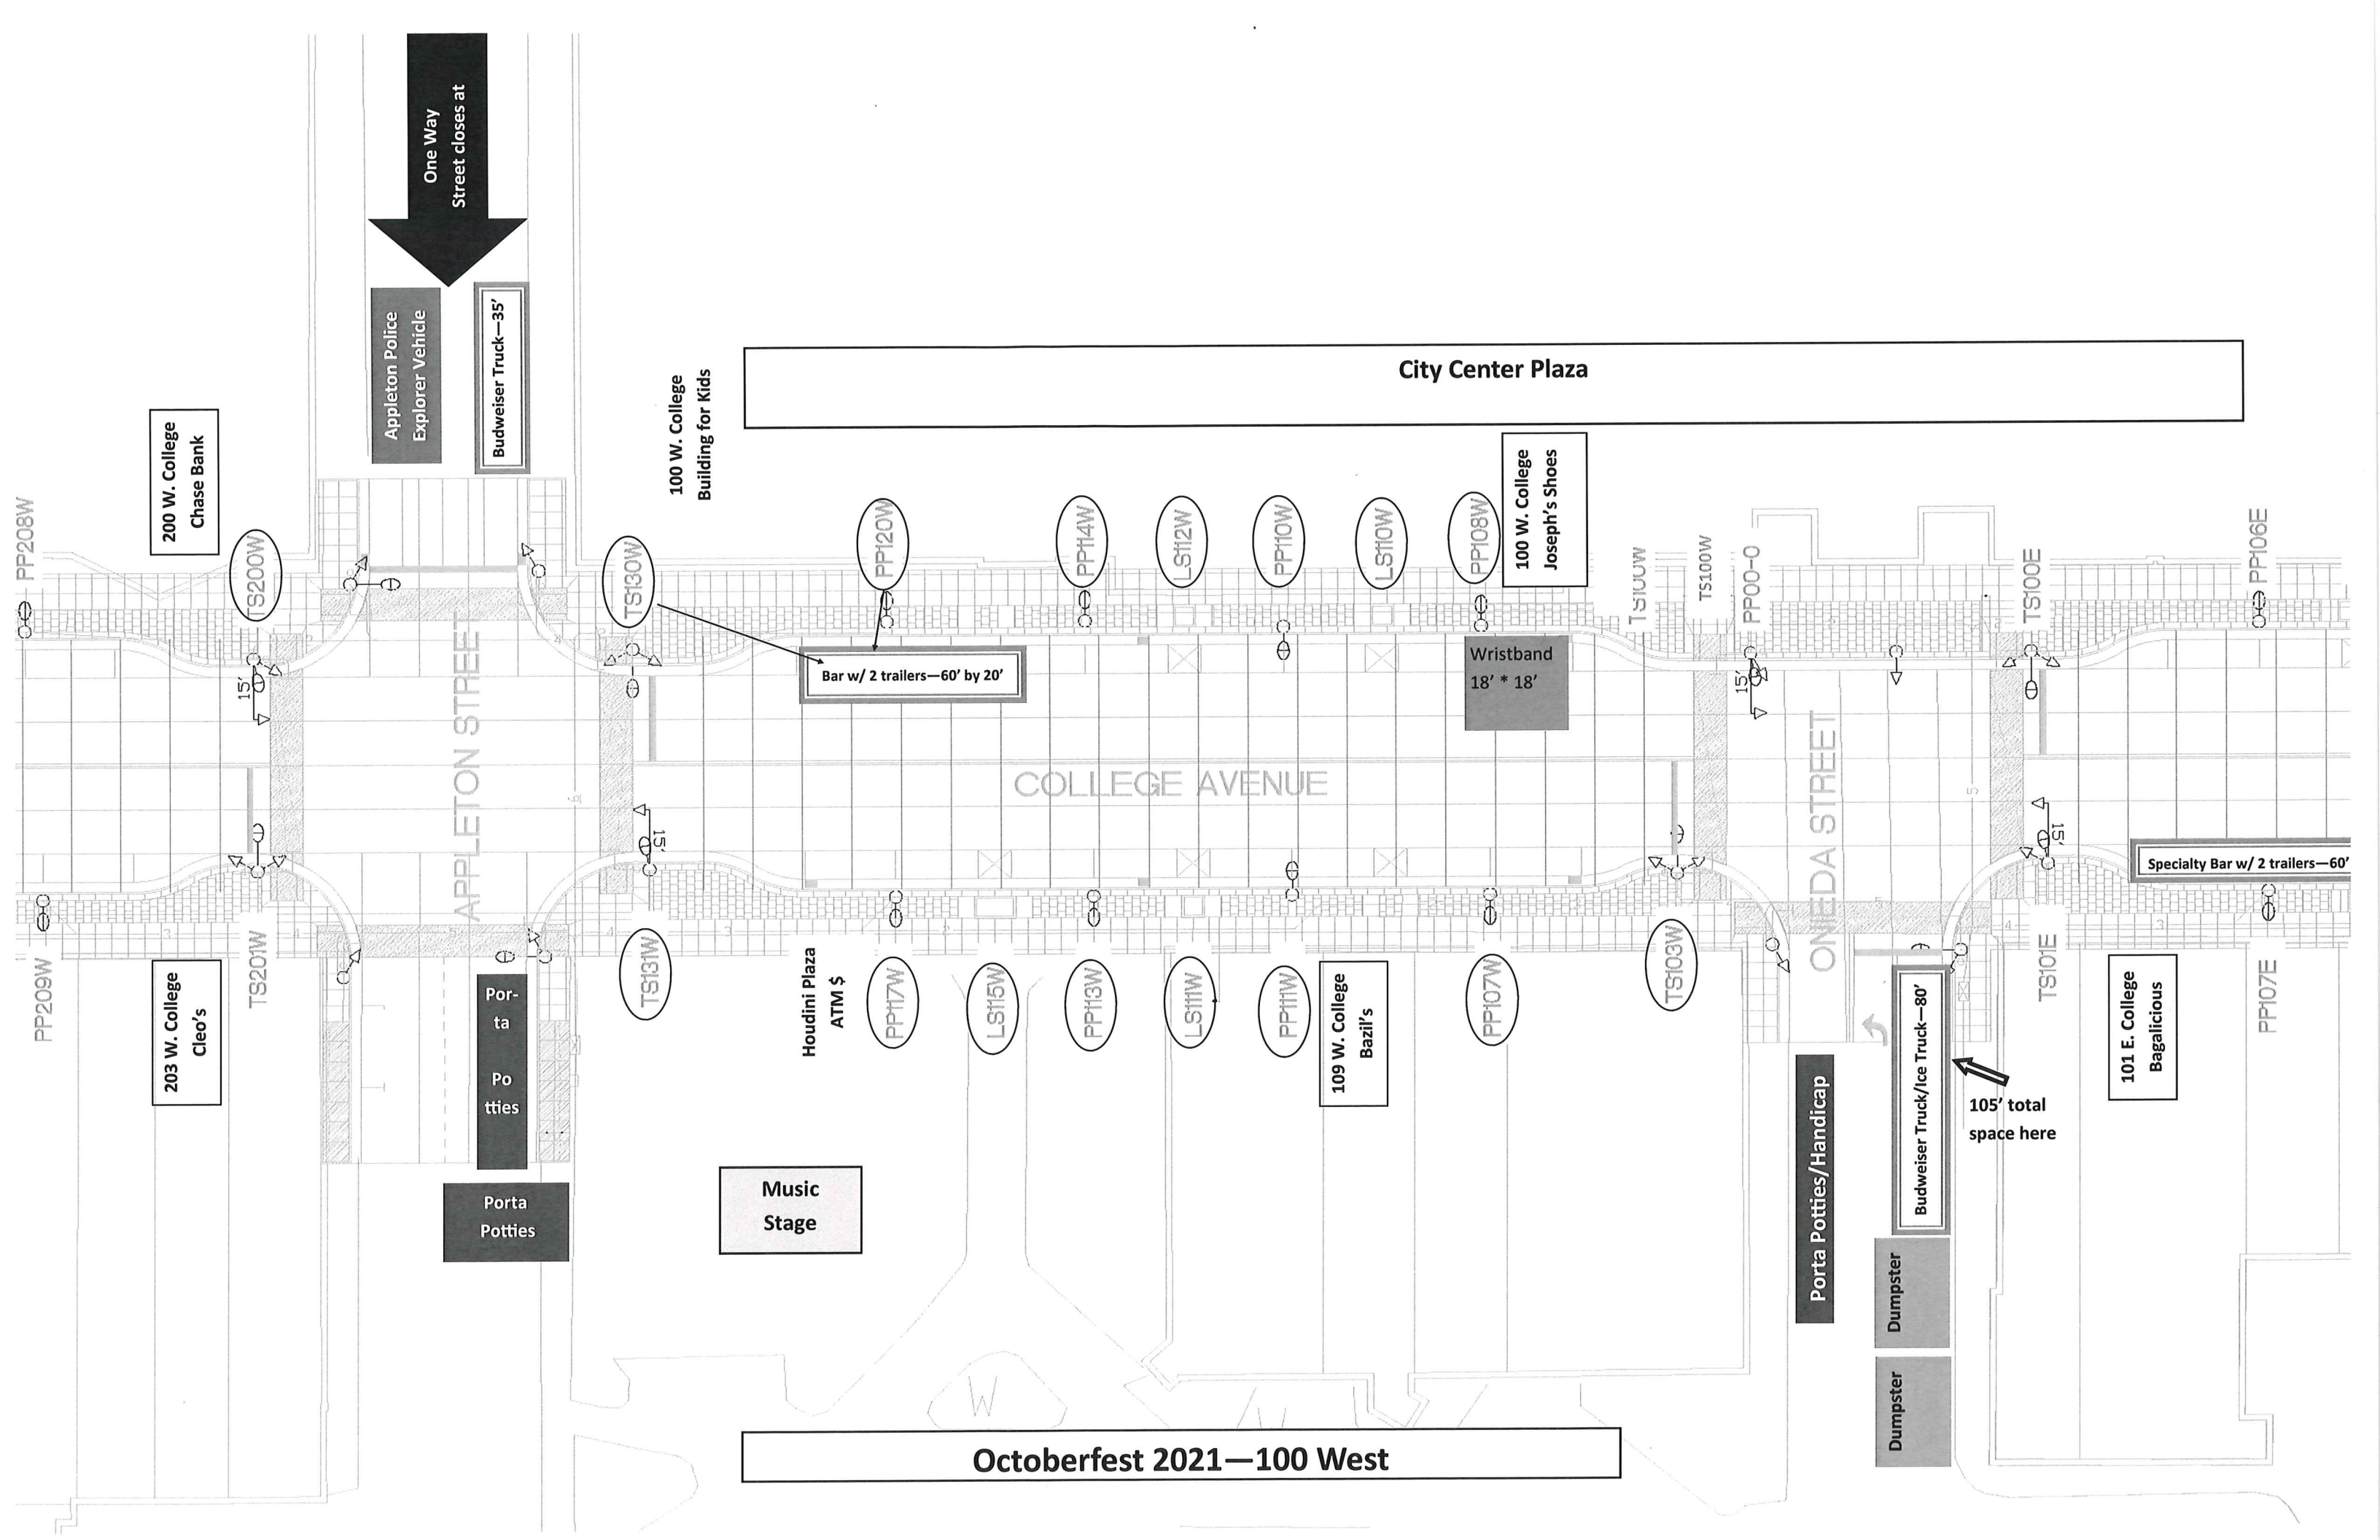 One Way
Street closes at
Appleton Police
Explorer Vehicle
Budweiser Truck—35'
City Center Plaza
100 W. College
Building for Kids
200 W. College
Chase Bank
100 W. College
Joseph's Shoes
PP208W
TS200W
TS130W
PP120W
PP114W
LS112W
PP110W
LS110W
PP108W
TS100W
TS100W
PP00-0
TS100E
PP106E
15'
Bar w/ 2 trailers—60' by 20'
Wristband
18' * 18'
15'
APPLETON STREET
COLLEGE AVENUE
ONEDA STREET
15'
15'
Specialty Bar w/ 2 trailers—60'
PP209W
203 W. College
Cleo's
TS201W
Por-
ta
Po
tties
TS131W
Houdini Plaza
ATM $
PP117W
LS115W
PP113W
LS111W
PP111W
109 W. College
Bazil's
PP107W
TS103W
Budweiser Truck/Ice Truck—80'
TS101E
101 E. College
Bagalicious
PP107E
105' total
space here
Porta Potties/Handicap
Porta
Potties
Music
Stage
Dumpster
Dumpster
W
Octoberfest 2021—100 West